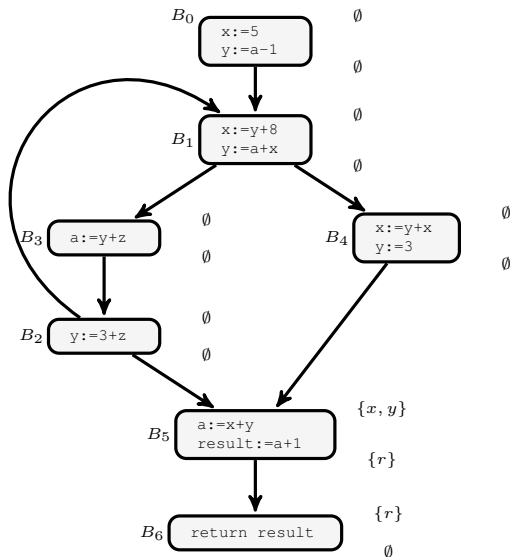 B₀
x:=5
y:=a−1
∅
∅
B₁
x:=y+8
y:=a+x
∅
∅
B₃
a:=y+z
∅
∅
B₄
x:=y+x
y:=3
∅
∅
B₂
y:=3+z
∅
∅
B₅
a:=x+y
result:=a+1
{x, y}
{r}
B₆
return result
{r}
∅